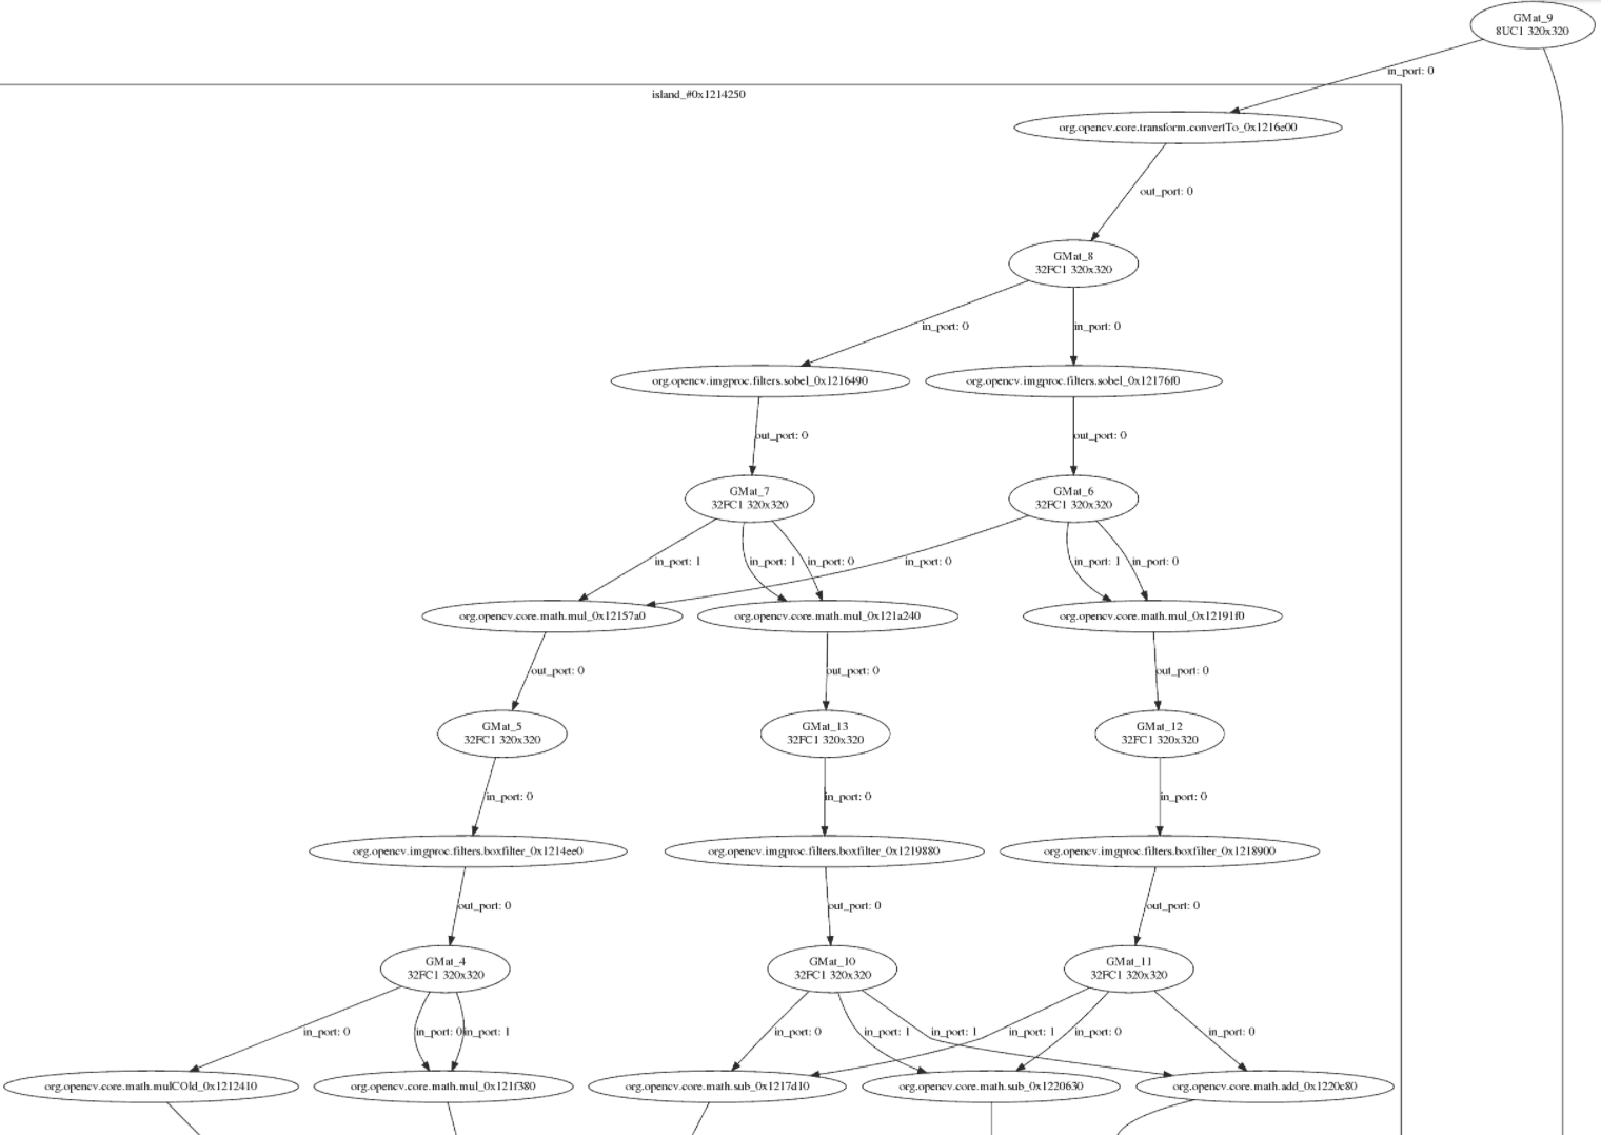 GMat_9
8UC1 320x320
in_port: 0
island_#0x1214250
org.opencv.core.transform.convertTo_0x1216e00
out_port: 0
GMat_8
32FC1 320x320
in_port: 0
in_port: 0
org.opencv.imgproc.filters.sobel_0x1216490
org.opencv.imgproc.filters.sobel_0x12176f0
out_port: 0
out_port: 0
GMat_7
32FC1 320x320
GMat_6
32FC1 320x320
in_port: 1
in_port: 1
in_port: 0
in_port: 0
in_port: 1
in_port: 0
org.opencv.core.math.mul_0x12157a0
org.opencv.core.math.mul_0x121a240
org.opencv.core.math.mul_0x12191f0
out_port: 0
out_port: 0
out_port: 0
GMat_5
32FC1 320x320
GMat_13
32FC1 320x320
GMat_12
32FC1 320x320
in_port: 0
in_port: 0
in_port: 0
org.opencv.imgproc.filters.boxfilter_0x1214ee0
org.opencv.imgproc.filters.boxfilter_0x1219880
org.opencv.imgproc.filters.boxfilter_0x1218900
out_port: 0
out_port: 0
out_port: 0
GMat_4
32FC1 320x320
GMat_10
32FC1 320x320
GMat_11
32FC1 320x320
in_port: 0
in_port: 0
in_port: 1
in_port: 0
in_port: 1
in_port: 1
in_port: 1
in_port: 0
in_port: 0
org.opencv.core.math.mulCOld_0x1212410
org.opencv.core.math.mul_0x121f380
org.opencv.core.math.sub_0x1217d10
org.opencv.core.math.sub_0x1220630
org.opencv.core.math.add_0x1220c80